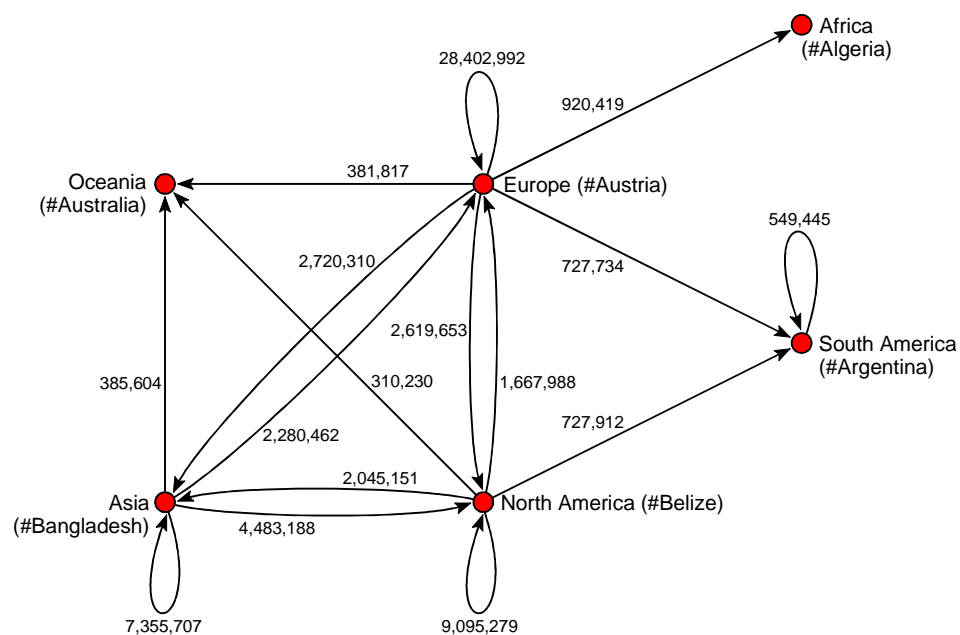 Africa
(#Algeria)
28,402,992
920,419
381,817
Oceania
(#Australia)
Europe (#Austria)
549,445
2,720,310
727,734
2,619,653
South America
(#Argentina)
385,604
310,230
1,667,988
727,912
2,280,462
2,045,151
Asia
(#Bangladesh)
North America (#Belize)
4,483,188
7,355,707
9,095,279